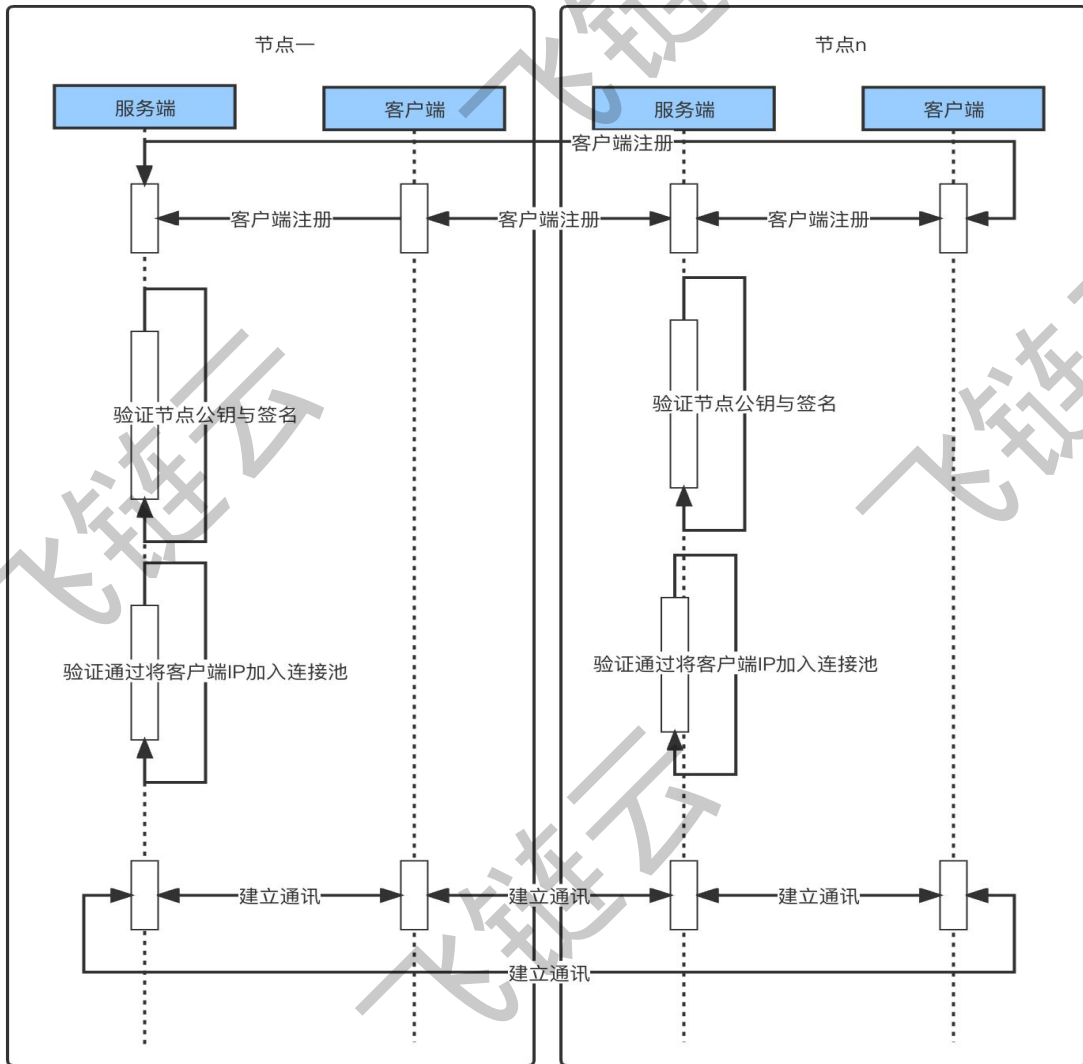 节点一
节点n
服务端
客户端
服务端
客户端
客户端注册
客户端注册
客户端注册
客户端注册
验证节点公钥与签名
验证节点公钥与签名
验证通过将客户端IP加入连接池
验证通过将客户端IP加入连接池
建立通讯
建立通讯
建立通讯
建立通讯
飞链
飞链云
飞链云
飞链云